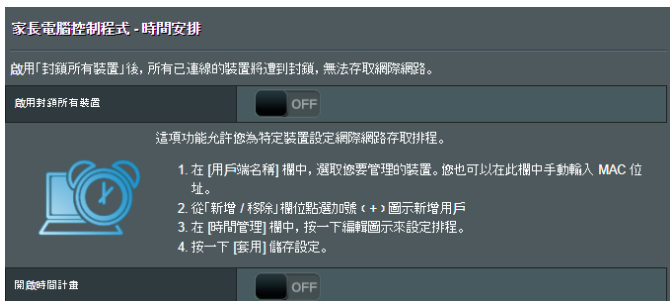 家長電腦控制程式 - 時間安排
啟用「封鎖所有裝置」後，所有已連線的裝置將遭到封鎖，無法存取網際網路。
啟用封鎖所有裝置
OFF
這項功能允許您為特定裝置設定網際網路存取排程。
1. 在 [用戶端名稱] 欄中，選取您要管理的裝置。您也可以在此欄中手動輸入 MAC 位
址。
2. 從「新增 / 移除」欄位點選加號（+）圖示新增用戶
3. 在 [時間管理] 欄中，按一下編輯圖示來設定排程。
4. 按一下 [套用] 儲存設定。
開啟時間計畫
OFF